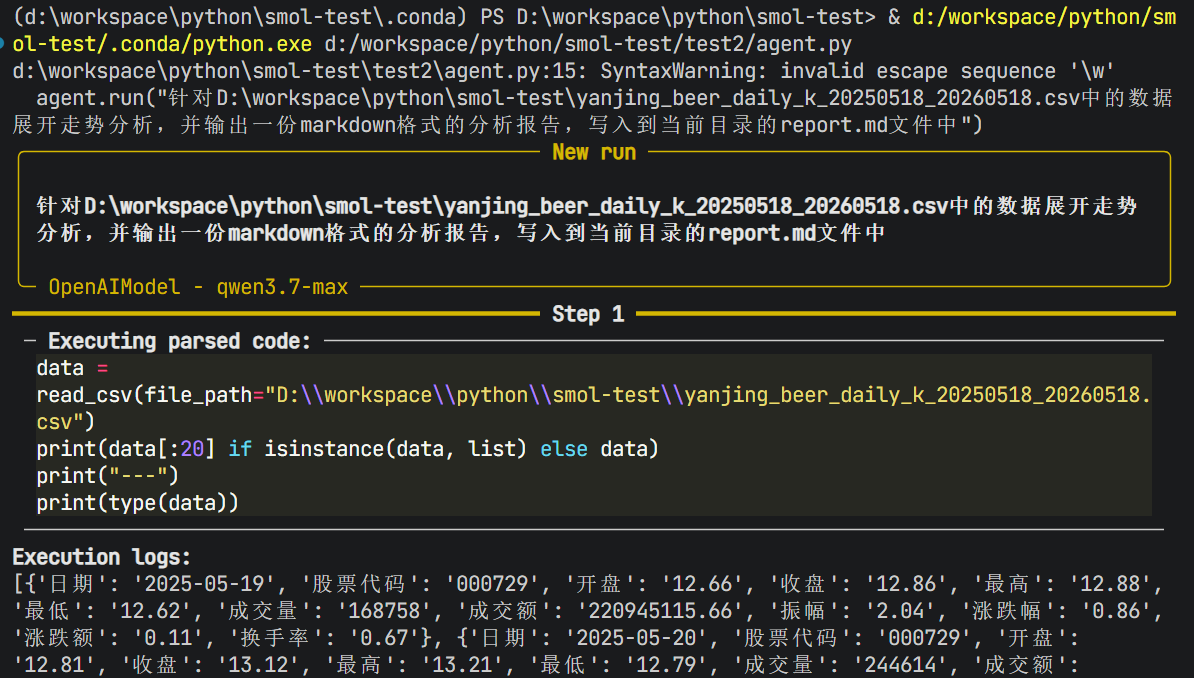 (d:\workspace\python\smol-test\.conda) PS D:\workspace\python\smol-test> & d:/workspace/python/sm
ol-test/.conda/python.exe d:/workspace/python/smol-test/test2/agent.py
d:\workspace\python\smol-test\test2\agent.py:15: SyntaxWarning: invalid escape sequence '\w'
agent.run("针对D:\workspace\python\smol-test\yanjing_beer_daily_k_20250518_20260518.csv中的数据
展开走势分析，并输出一份markdown格式的分析报告，写入到当前目录的report.md文件中")
New run
针对D:\workspace\python\smol-test\yanjing_beer_daily_k_20250518_20260518.csv中的数据展开走势
分析，并输出一份markdown格式的分析报告，写入到当前目录的report.md文件中
OpenAIModel - qwen3.7-max
Step 1
Executing parsed code:
data =
read_csv(file_path="D:\\workspace\\python\\smol-test\\yanjing_beer_daily_k_20250518_20260518.
csv")
print(data[:20] if isinstance(data, list) else data)
print("---")
print(type(data))
Execution logs:
[{'日期': '2025-05-19', '股票代码': '000729', '开盘': '12.66', '收盘': '12.86', '最高': '12.88',
'最低': '12.62', '成交量': '168758', '成交额': '220945115.66', '振幅': '2.04', '涨跌幅': '0.86',
'涨跌额': '0.11', '换手率': '0.67'}, {'日期': '2025-05-20', '股票代码': '000729', '开盘':
'12.81', '收盘': '13.12', '最高': '13.21', '最低': '12.79', '成交量': '244614', '成交额':